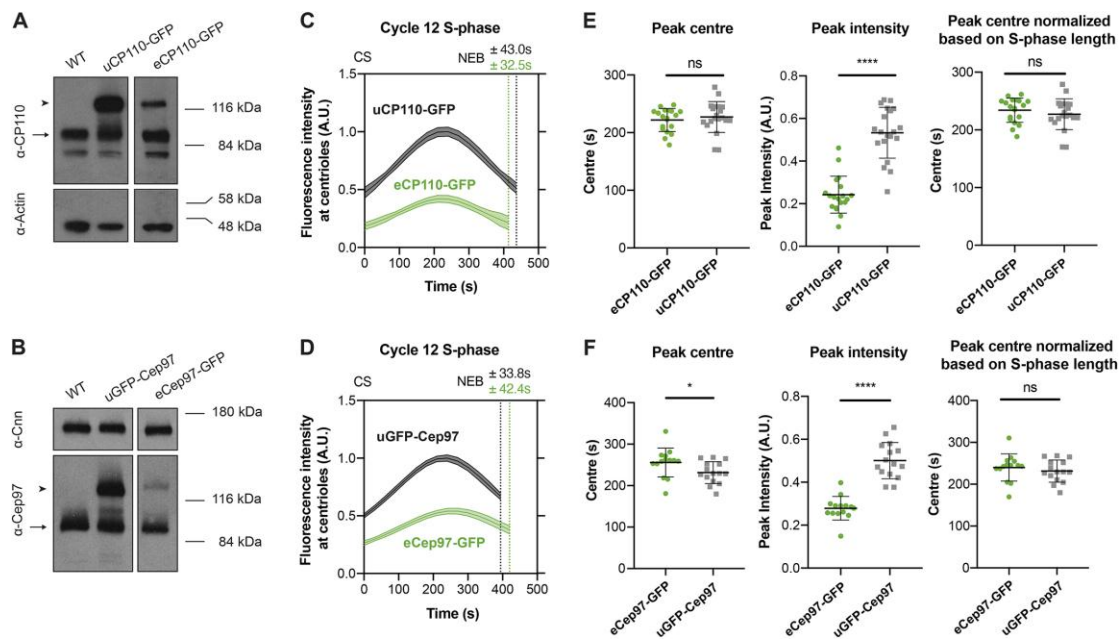 A
WT
uCP110-GFP
eCP110-GFP
α-CP110
116 kDa
84 kDa
α-Actin
58 kDa
48 kDa
C
Cycle 12 S-phase
CS
NEB
± 43.0s
± 32.5s
Fluorescence intensity
at centrioles (A.U.)
1.5
1.0
0.5
0.0
uCP110-GFP
eCP110-GFP
0 100 200 300 400 500
Time (s)
E
Peak centre
ns
Centre (s)
300
200
100
0
eCP110-GFP
uCP110-GFP
Peak intensity
****
Peak Intensity (A.U.)
0.8
0.6
0.4
0.2
0.0
eCP110-GFP
uCP110-GFP
Peak centre normalized
based on S-phase length
ns
Centre (s)
300
200
100
0
eCP110-GFP
uCP110-GFP
B
WT
uGFP-Cep97
eCep97-GFP
α-Cnn
180 kDa
α-Cep97
116 kDa
84 kDa
D
Cycle 12 S-phase
CS
NEB
± 33.8s
± 42.4s
Fluorescence intensity
at centrioles (A.U.)
1.5
1.0
0.5
0.0
uGFP-Cep97
eCep97-GFP
0 100 200 300 400 500
Time (s)
F
Peak centre
*
Centre (s)
400
300
200
100
0
eCep97-GFP
uGFP-Cep97
Peak intensity
****
Peak Intensity (A.U.)
0.8
0.6
0.4
0.2
0.0
eCep97-GFP
uGFP-Cep97
Peak centre normalized
based on S-phase length
ns
Centre (s)
400
300
200
100
0
eCep97-GFP
uGFP-Cep97